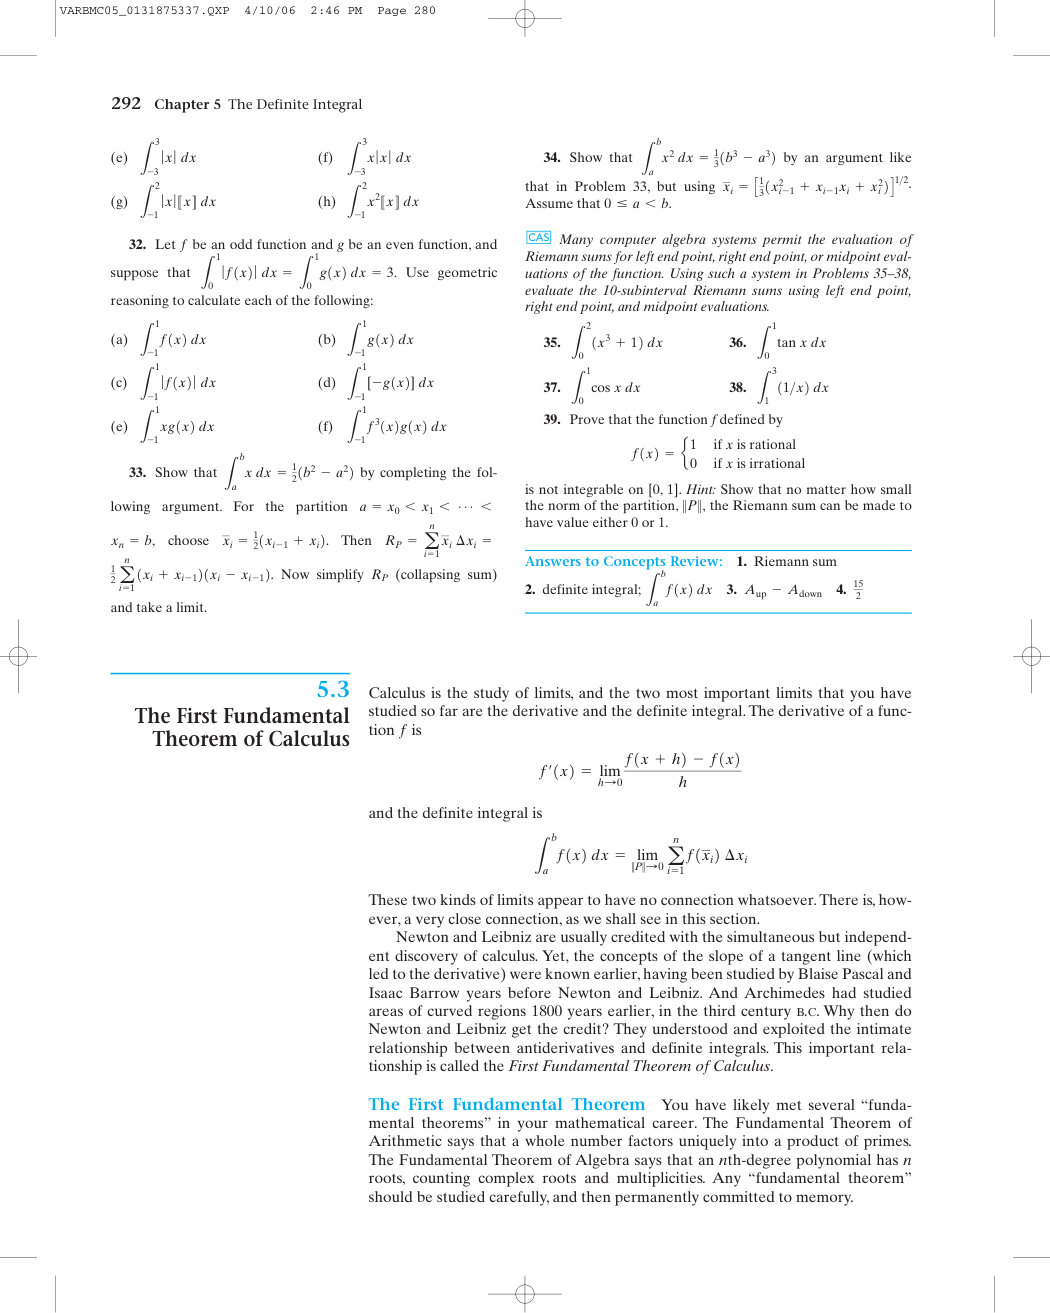 VARBMC05_0131875337.QXP 4/10/06 2:46 PM Page 280
292 Chapter 5 The Definite Integral
(e) ∫_{-3}^{3} |x| dx (f) ∫_{-3}^{3} x|x| dx
(g) ∫_{-1}^{2} |x|⟦x⟧ dx (h) ∫_{-1}^{2} x²⟦x⟧ dx
32. Let f be an odd function and g be an even function, and
suppose that ∫_{0}^{1} |f(x)| dx = ∫_{0}^{1} g(x) dx = 3. Use geometric
reasoning to calculate each of the following:
(a) ∫_{-1}^{1} f(x) dx (b) ∫_{-1}^{1} g(x) dx
(c) ∫_{-1}^{1} |f(x)| dx (d) ∫_{-1}^{1} [−g(x)] dx
(e) ∫_{-1}^{1} xg(x) dx (f) ∫_{-1}^{1} f³(x)g(x) dx
33. Show that ∫_{a}^{b} x dx = ½(b² − a²) by completing the fol-
lowing argument. For the partition a = x₀ < x₁ < ⋯ <
xₙ = b, choose x̄ᵢ = ½(xᵢ₋₁ + xᵢ). Then R_P = ∑_{i=1}^{n} x̄ᵢ Δxᵢ =
½ ∑_{i=1}^{n} (xᵢ + xᵢ₋₁)(xᵢ − xᵢ₋₁). Now simplify R_P (collapsing sum)
and take a limit.
34. Show that ∫_{a}^{b} x² dx = ⅓(b³ − a³) by an argument like
that in Problem 33, but using x̄ᵢ = [⅓(x²ᵢ₋₁ + xᵢ₋₁xᵢ + x²ᵢ)]^{1/2}.
Assume that 0 ≤ a < b.
CAS Many computer algebra systems permit the evaluation of
Riemann sums for left end point, right end point, or midpoint eval-
uations of the function. Using such a system in Problems 35–38,
evaluate the 10-subinterval Riemann sums using left end point,
right end point, and midpoint evaluations.
35. ∫_{0}^{2} (x³ + 1) dx 36. ∫_{0}^{1} tan x dx
37. ∫_{0}^{1} cos x dx 38. ∫_{1}^{3} (1/x) dx
39. Prove that the function f defined by
f(x) = { 1 if x is rational
0 if x is irrational
is not integrable on [0, 1]. Hint: Show that no matter how small
the norm of the partition, ‖P‖, the Riemann sum can be made to
have value either 0 or 1.
Answers to Concepts Review: 1. Riemann sum
2. definite integral; ∫_{a}^{b} f(x) dx 3. A_up − A_down 4. 15/2
5.3
The First Fundamental
Theorem of Calculus
Calculus is the study of limits, and the two most important limits that you have
studied so far are the derivative and the definite integral. The derivative of a func-
tion f is
f′(x) = lim_{h→0} (f(x + h) − f(x))/h
and the definite integral is
∫_{a}^{b} f(x) dx = lim_{‖P‖→0} ∑_{i=1}^{n} f(x̄ᵢ) Δxᵢ
These two kinds of limits appear to have no connection whatsoever. There is, how-
ever, a very close connection, as we shall see in this section.
Newton and Leibniz are usually credited with the simultaneous but independ-
ent discovery of calculus. Yet, the concepts of the slope of a tangent line (which
led to the derivative) were known earlier, having been studied by Blaise Pascal and
Isaac Barrow years before Newton and Leibniz. And Archimedes had studied
areas of curved regions 1800 years earlier, in the third century B.C. Why then do
Newton and Leibniz get the credit? They understood and exploited the intimate
relationship between antiderivatives and definite integrals. This important rela-
tionship is called the First Fundamental Theorem of Calculus.
The First Fundamental Theorem You have likely met several “funda-
mental theorems” in your mathematical career. The Fundamental Theorem of
Arithmetic says that a whole number factors uniquely into a product of primes.
The Fundamental Theorem of Algebra says that an nth-degree polynomial has n
roots, counting complex roots and multiplicities. Any “fundamental theorem”
should be studied carefully, and then permanently committed to memory.